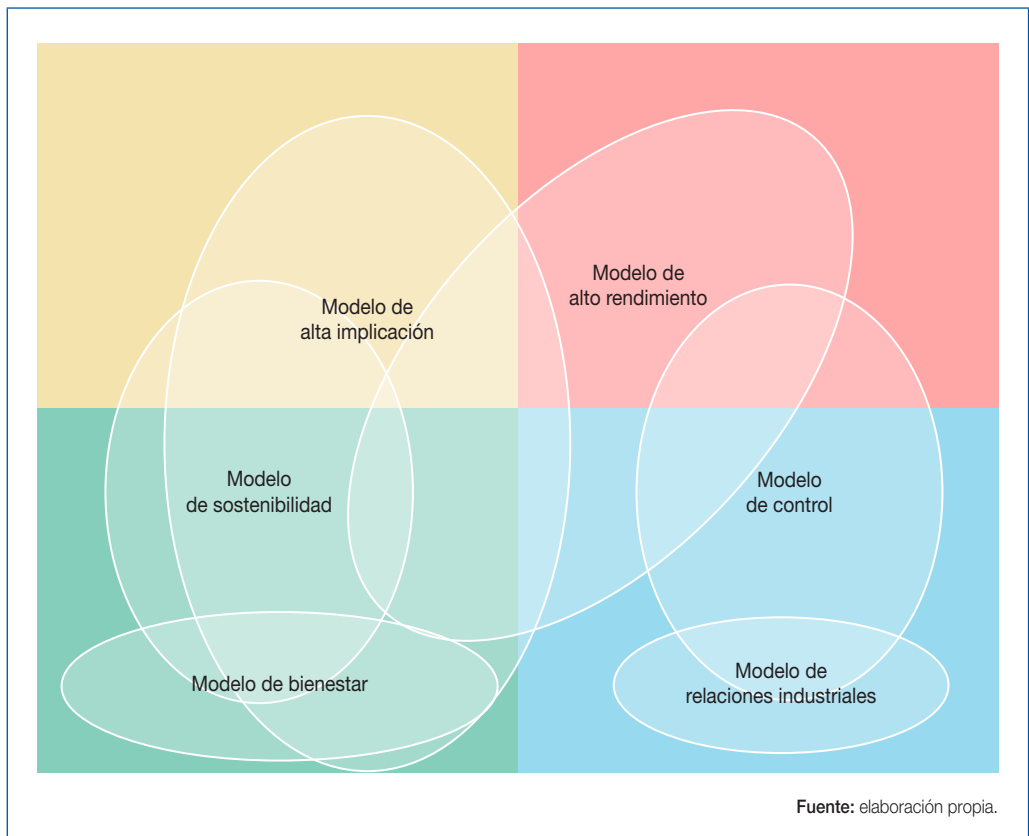 Modelo de
alto rendimiento
Modelo de
alta implicación
Modelo
de sostenibilidad
Modelo
de control
Modelo de bienestar
Modelo de
relaciones industriales
Fuente: elaboración propia.